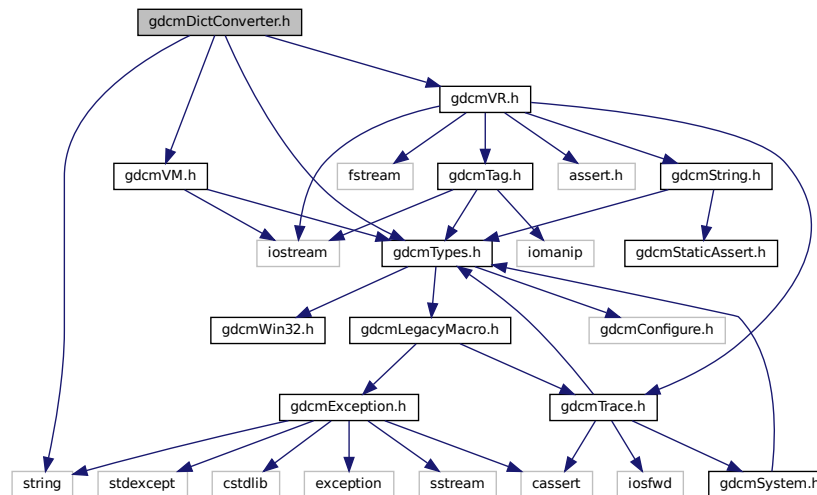 gdcmDictConverter.h
gdcmVR.h
gdcmVM.h
fstream
gdcmTag.h
assert.h
gdcmString.h
iostream
gdcmTypes.h
iomanip
gdcmStaticAssert.h
gdcmWin32.h
gdcmLegacyMacro.h
gdcmConfigure.h
gdcmException.h
gdcmTrace.h
string
stdexcept
cstdlib
exception
sstream
cassert
iosfwd
gdcmSystem.h